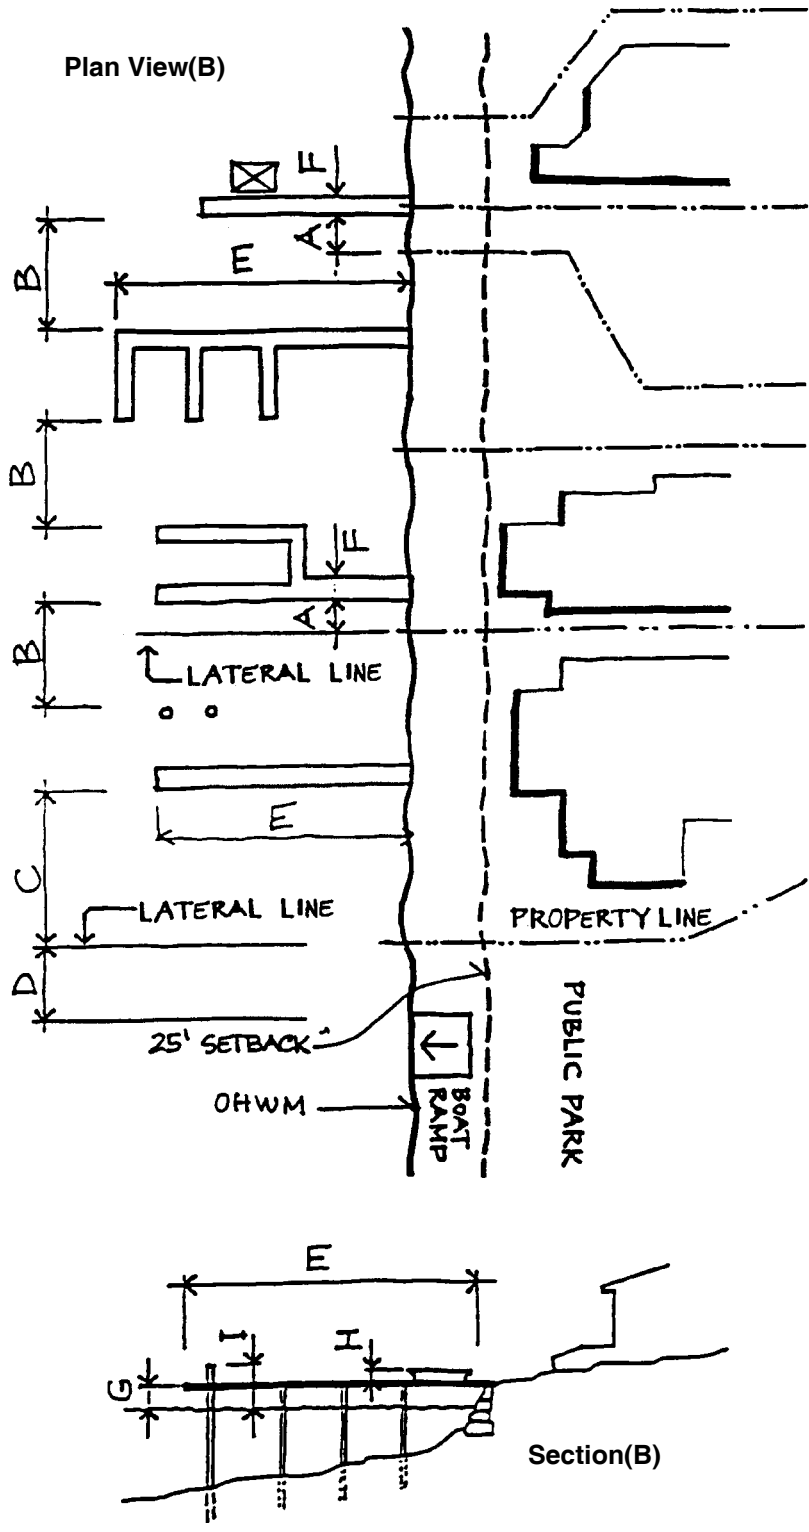 Plan View(B)
F
A
B
E
B
F
A
B
LATERAL LINE
E
C
LATERAL LINE
PROPERTY LINE
D
25' SETBACK
PUBLIC PARK
BOAT
RAMP
OHWM
E
I
H
G
Section(B)